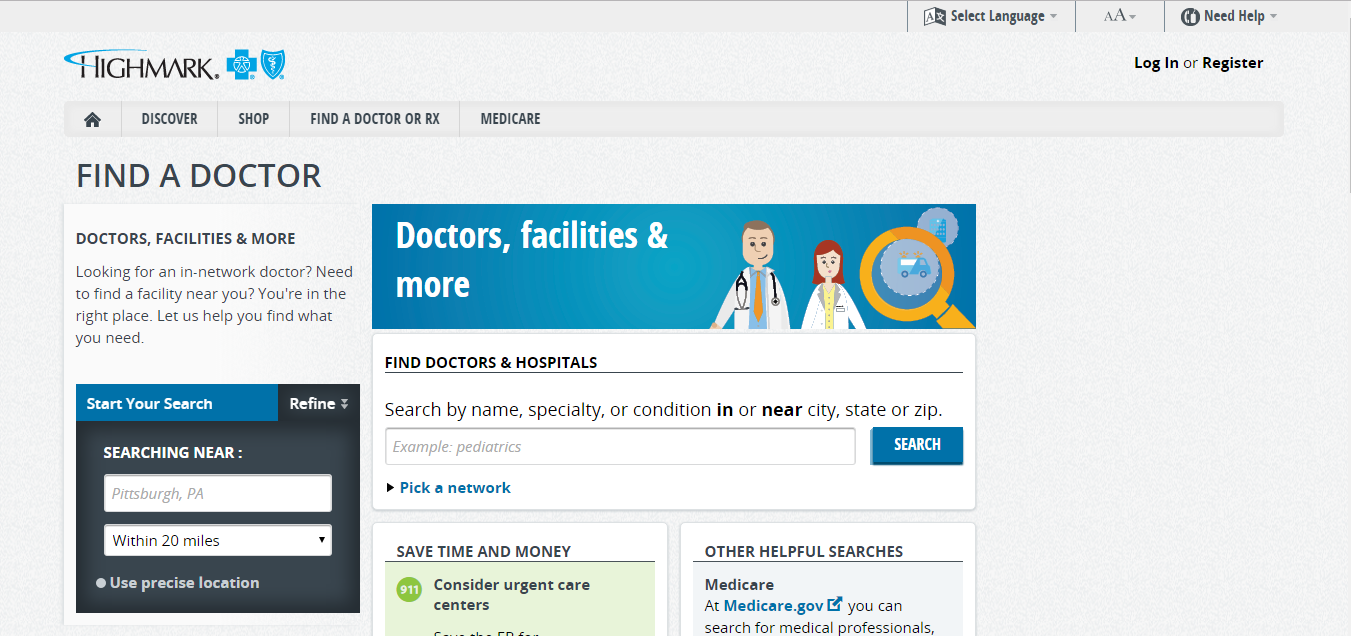 Select Language
AA
Need Help
HIGHMARK®
Log In or Register
DISCOVER
SHOP
FIND A DOCTOR OR RX
MEDICARE
FIND A DOCTOR
DOCTORS, FACILITIES & MORE
Looking for an in-network doctor? Need
to find a facility near you? You're in the
right place. Let us help you find what
you need.
Start Your Search
Refine
SEARCHING NEAR :
Pittsburgh, PA
Within 20 miles
Use precise location
Doctors, facilities &
more
FIND DOCTORS & HOSPITALS
Search by name, specialty, or condition in or near city, state or zip.
Example: pediatrics
SEARCH
Pick a network
SAVE TIME AND MONEY
911
Consider urgent care
centers
Save the ER for
OTHER HELPFUL SEARCHES
Medicare
At Medicare.gov you can
search for medical professionals,